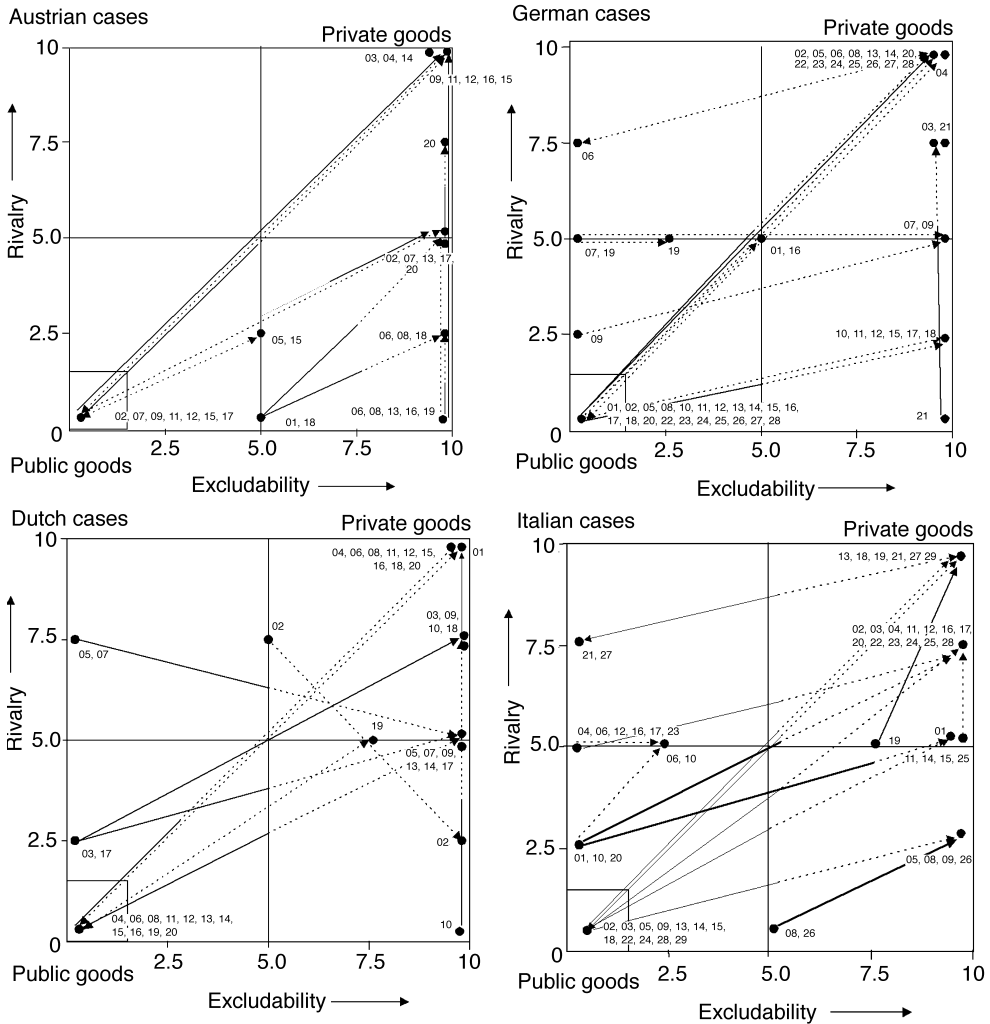 Austrian cases
Private goods
10
03, 04, 14
09, 11, 12, 16, 15
7.5
20
Rivalry
5.0
02, 07, 13, 17,
20
2.5
05, 15
06, 08, 18
02, 07, 09, 11, 12, 15, 17
01, 18
06, 08, 13, 16, 19
0
2.5
5.0
7.5
10
Public goods
Excludability
German cases
Private goods
10
02, 05, 06, 08, 13, 14, 20,
22, 23, 24, 25, 26, 27, 28
04
7.5
06
03, 21
Rivalry
5.0
07, 19
19
01, 16
07, 09
2.5
09
10, 11, 12, 15, 17, 18
01, 02, 05, 08, 10, 11, 12, 13, 14, 15, 16,
17, 18, 20, 22, 23, 24, 25, 26, 27, 28
21
0
2.5
5.0
7.5
10
Public goods
Excludability
Dutch cases
Private goods
10
04, 06, 08, 11, 12, 15,
16, 18, 20
01
7.5
05, 07
02
03, 09,
10, 18
Rivalry
5.0
19
05, 07, 09,
13, 14, 17
2.5
03, 17
02
04, 06, 08, 11, 12, 13, 14,
15, 16, 19, 20
10
0
2.5
5.0
7.5
10
Public goods
Excludability
Italian cases
Private goods
10
13, 18, 19, 21, 27 29
7.5
21, 27
02, 03, 04, 11, 12, 16, 17,
20, 22, 23, 24, 25, 28
Rivalry
5.0
04, 06, 12, 16, 17, 23
06, 10
19
01
11, 14, 15, 25
2.5
01, 10, 20
05, 08, 09, 26
02, 03, 05, 09, 13, 14, 15,
18, 22, 24, 28, 29
08, 26
0
2.5
5.0
7.5
10
Public goods
Excludability